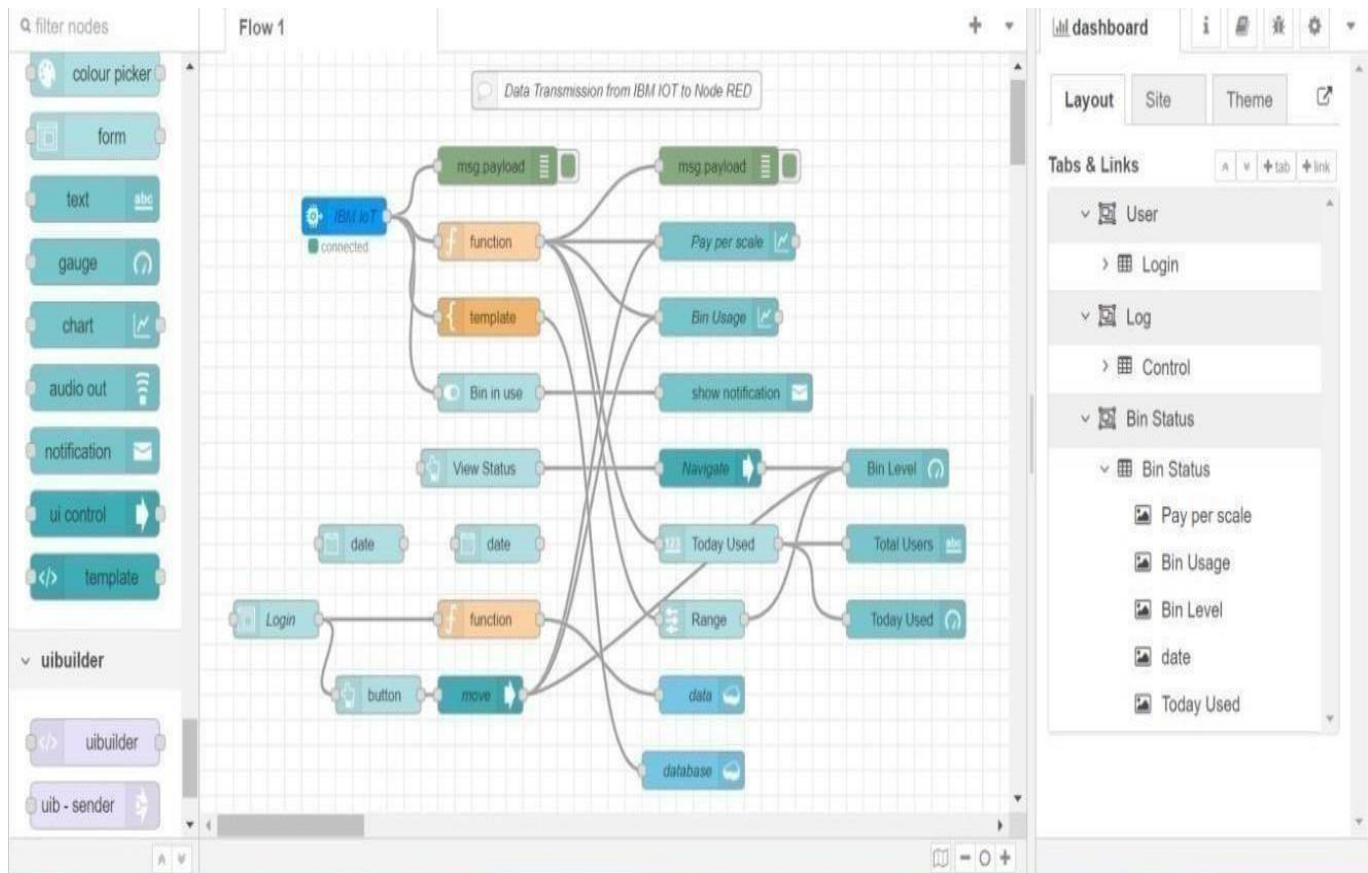 filter nodes
colour picker
form
text
abc
gauge
chart
audio out
notification
ui control
template
uibuilder
uibuilder
uib - sender
Flow 1
Data Transmission from IBM IOT to Node RED
msg.payload
msg.payload
IBM IoT
connected
function
Pay per scale
template
Bin Usage
Bin in use
show notification
View Status
Navigate
Bin Level
date
date
123
Today Used
Total Users
abc
Login
function
Range
Today Used
button
move
data
database
dashboard
i
Layout
Site
Theme
Tabs & Links
+ tab
+ link
User
Login
Log
Control
Bin Status
Bin Status
Pay per scale
Bin Usage
Bin Level
date
Today Used